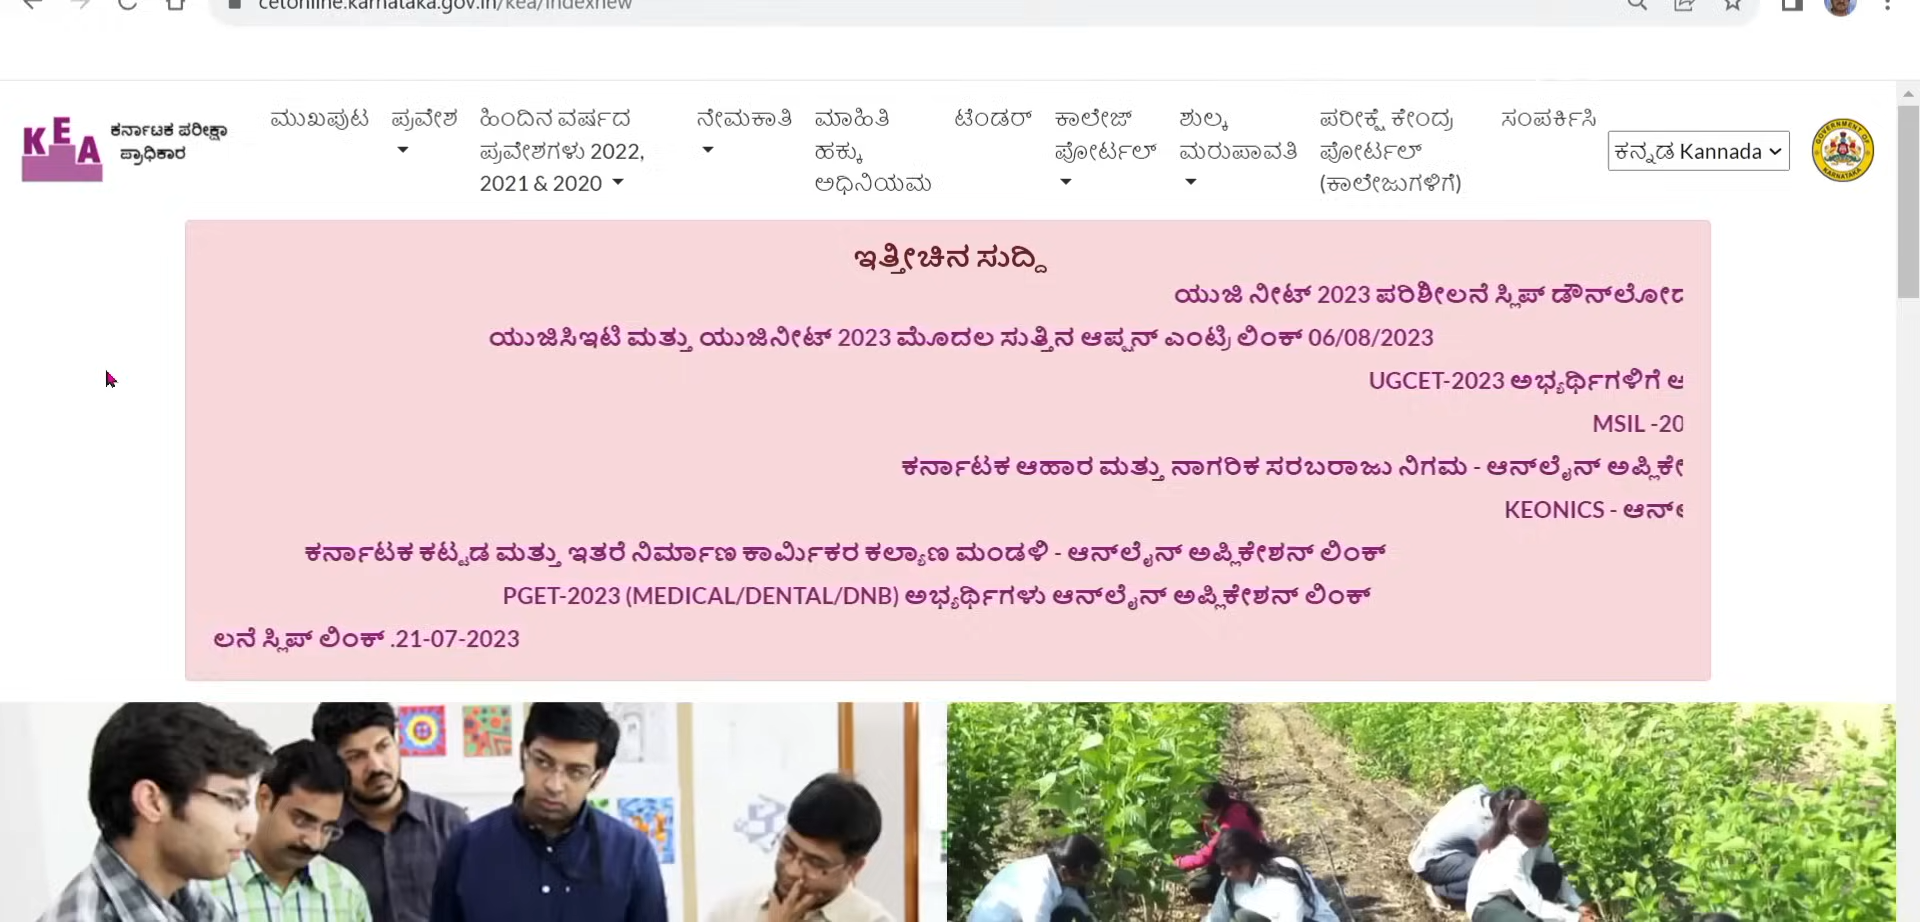 cetonline.karnataka.gov.in/kea/indexnew
KEA
ಕರ್ನಾಟಕ ಪರೀಕ್ಷಾ
ಪ್ರಾಧಿಕಾರ
ಮುಖಪುಟ
ಪ್ರವೇಶ
ಹಿಂದಿನ ವರ್ಷದ
ಪ್ರವೇಶಗಳು 2022,
2021 & 2020
ನೇಮಕಾತಿ
ಮಾಹಿತಿ
ಹಕ್ಕು
ಅಧಿನಿಯಮ
ಟೆಂಡರ್
ಕಾಲೇಜ್
ಪೋರ್ಟಲ್
ಶುಲ್ಕ
ಮರುಪಾವತಿ
ಪರೀಕ್ಷೆ ಕೇಂದ್ರ
ಪೋರ್ಟಲ್
(ಕಾಲೇಜುಗಳಿಗೆ)
ಸಂಪರ್ಕಿಸಿ
ಕನ್ನಡ Kannada
GOVERNMENT OF
KARNATAKA
ಇತ್ತೀಚಿನ ಸುದ್ದಿ
ಯುಜಿ ನೀಟ್ 2023 ಪರಿಶೀಲನೆ ಸ್ಲಿಪ್
ಯುಜಿಸಿಇಟಿ ಮತ್ತು ಯುಜಿನೀಟ್ 2023 ಮೊದಲ ಸುತ್ತಿನ ಆಪ್ಷನ್ ಎಂಟ್ರಿ ಲಿಂಕ್ 06/08/2023
UGCET-2023 ಅಭ್ಯರ್ಥಿಗಳಿಗೆ
MSIL -20
ಕರ್ನಾಟಕ ಆಹಾರ ಮತ್ತು ನಾಗರಿಕ ಸರಬರಾಜು ನಿಗಮ - ಆನ್‌ಲೈನ್
KEONICS -
ಕರ್ನಾಟಕ ಕಟ್ಟಡ ಮತ್ತು ಇತರೆ ನಿರ್ಮಾಣ ಕಾರ್ಮಿಕರ ಕಲ್ಯಾಣ ಮಂಡಳಿ - ಆನ್‌ಲೈನ್ ಅಪ್ಲಿಕೇಶನ್ ಲಿಂಕ್
PGET-2023 (MEDICAL/DENTAL/DNB) ಅಭ್ಯರ್ಥಿಗಳು ಆನ್‌ಲೈನ್ ಅಪ್ಲಿಕೇಶನ್ ಲಿಂಕ್
ಲನೆ ಸ್ಲಿಪ್ ಲಿಂಕ್ .21-07-2023